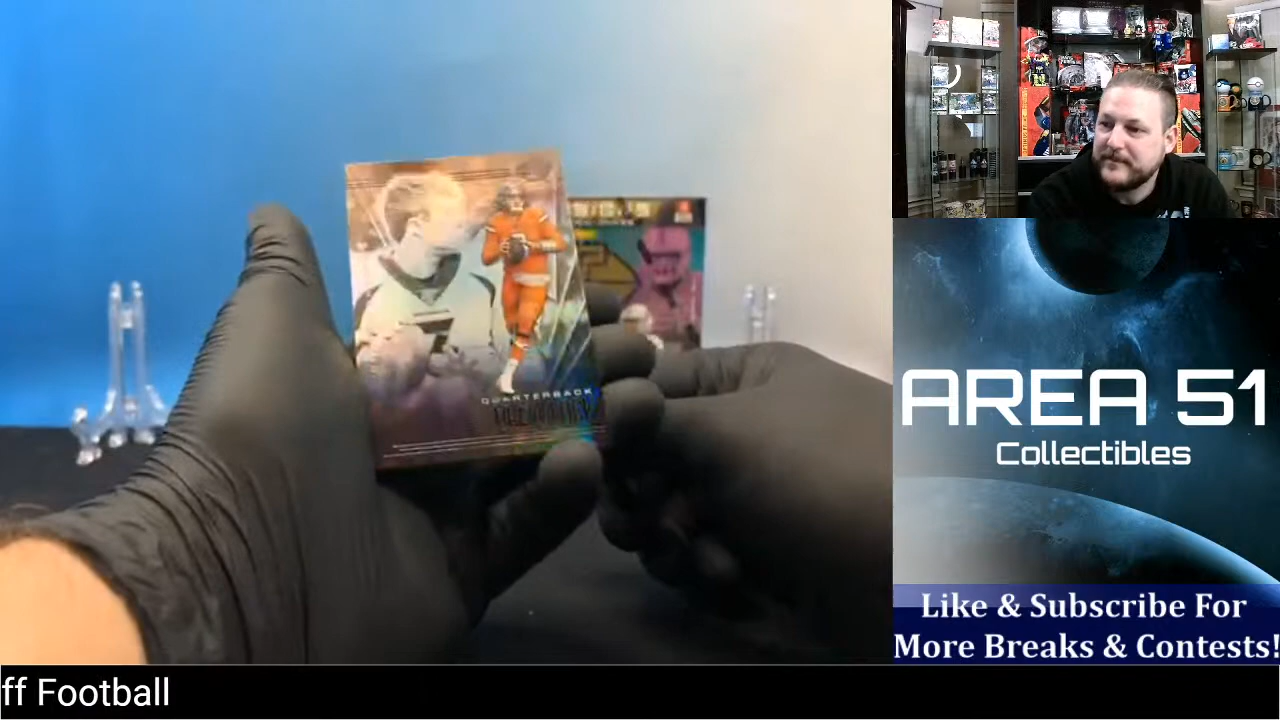 QUARTERBACK
AREA 51
Collectibles
Like & Subscribe For
More Breaks & Contests!
ff Football